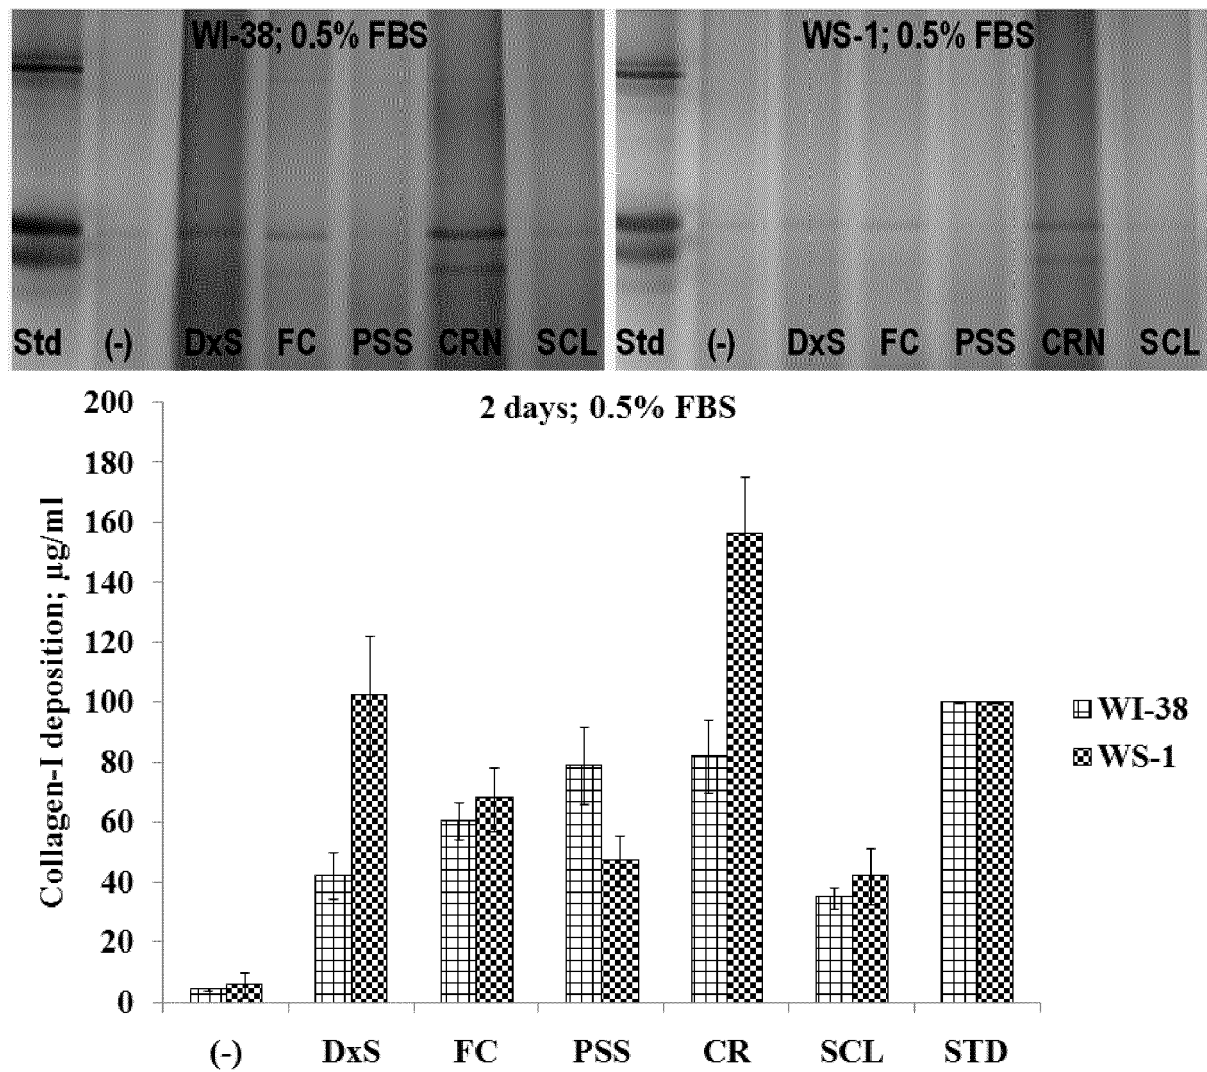 WI-38; 0.5% FBS
Std (-) DxS FC PSS CRN SCL
WS-1; 0.5% FBS
Std (-) DxS FC PSS CRN SCL
2 days; 0.5% FBS
Collagen-I deposition; µg/ml
200
180
160
140
120
100
80
60
40
20
0
(-) DxS FC PSS CR SCL STD
WI-38
WS-1